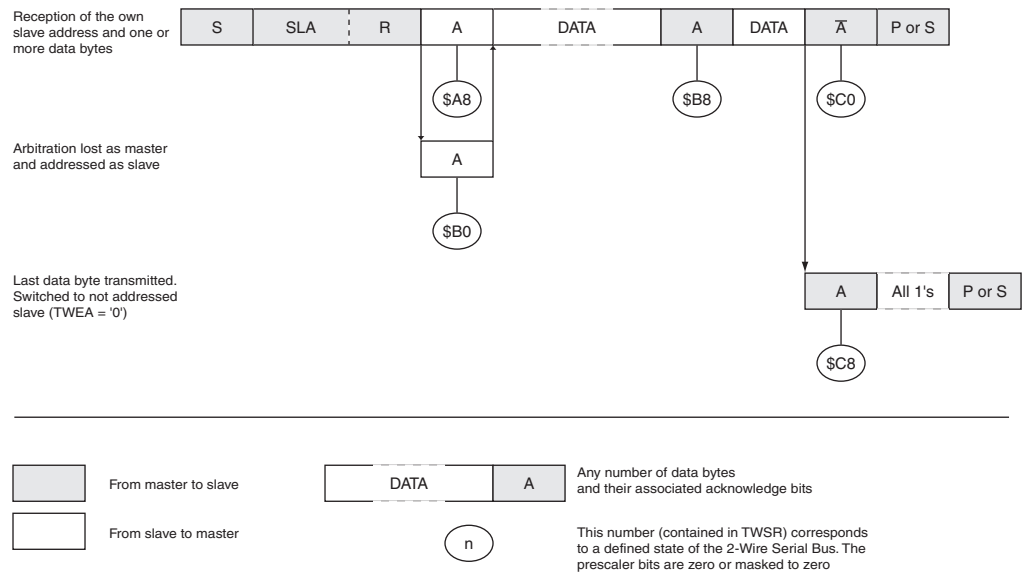 Reception of the own
slave address and one or
more data bytes
S SLA R A DATA A DATA A̅ P or S
$A8 $B8 $C0
Arbitration lost as master
and addressed as slave
A
$B0
Last data byte transmitted.
Switched to not addressed
slave (TWEA = '0')
A All 1's P or S
$C8
From master to slave
DATA A
Any number of data bytes
and their associated acknowledge bits
From slave to master
n
This number (contained in TWSR) corresponds
to a defined state of the 2-Wire Serial Bus. The
prescaler bits are zero or masked to zero